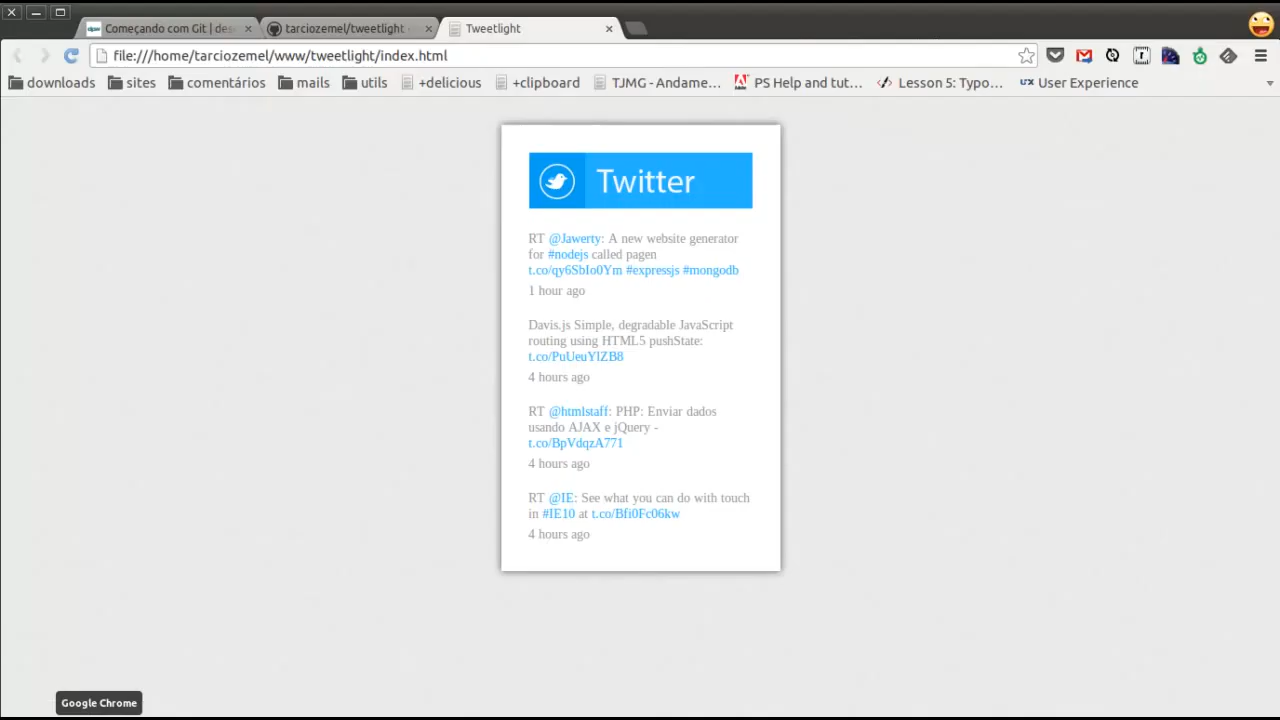 Começando com Git | des
tarciozemel/tweetlight
Tweetlight
file:///home/tarciozemel/www/tweetlight/index.html
downloads sites comentários mails utils +delicious +clipboard TJMG - Andame... PS Help and tut... Lesson 5: Typo... UX User Experience
Twitter
RT @Jawerty: A new website generator
for #nodejs called pagen
t.co/qy6SbIo0Ym #expressjs #mongodb
1 hour ago
Davis.js Simple, degradable JavaScript
routing using HTML5 pushState:
t.co/PuUeuYlZB8
4 hours ago
RT @htmlstaff: PHP: Enviar dados
usando AJAX e jQuery -
t.co/BpVdqzA771
4 hours ago
RT @IE: See what you can do with touch
in #IE10 at t.co/Bfi0Fc06kw
4 hours ago
Google Chrome